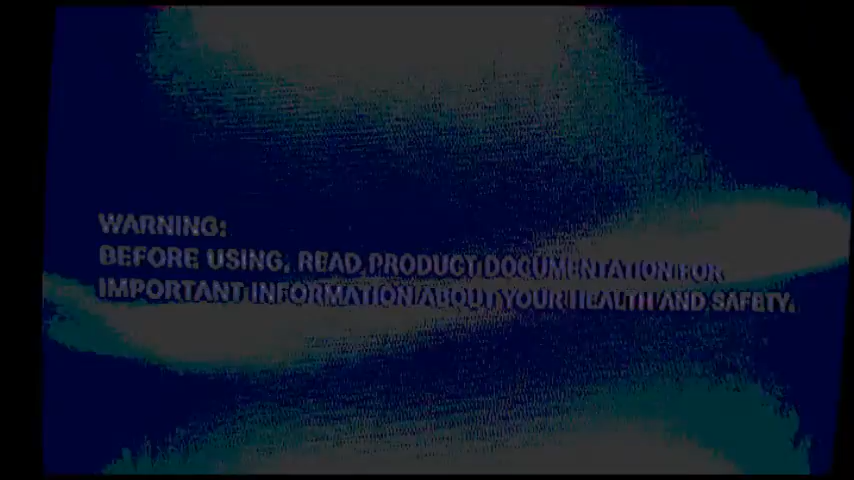 WARNING:
BEFORE USING, READ PRODUCT DOCUMENTATION FOR
IMPORTANT INFORMATION ABOUT YOUR HEALTH AND SAFETY.